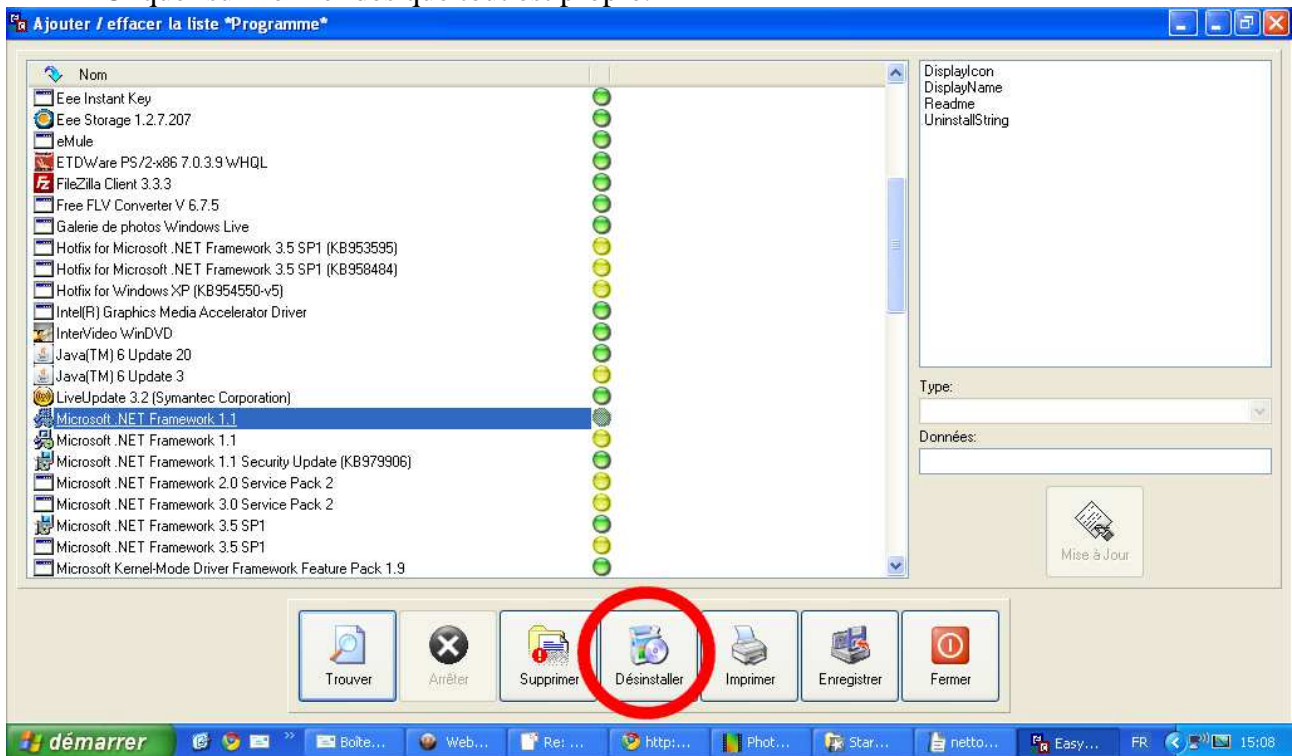 Ajouter / effacer la liste *Programme*
Nom
Eee Instant Key
Eee Storage 1.2.7.207
eMule
ETDWare PS/2-x86 7.0.3.9 WHQL
FileZilla Client 3.3.3
Free FLV Converter V 6.7.5
Galerie de photos Windows Live
Hotfix for Microsoft .NET Framework 3.5 SP1 (KB953595)
Hotfix for Microsoft .NET Framework 3.5 SP1 (KB958484)
Hotfix for Windows XP (KB954550-v5)
Intel(R) Graphics Media Accelerator Driver
InterVideo WinDVD
Java(TM) 6 Update 20
Java(TM) 6 Update 3
LiveUpdate 3.2 (Symantec Corporation)
Microsoft .NET Framework 1.1
Microsoft .NET Framework 1.1
Microsoft .NET Framework 1.1 Security Update (KB979906)
Microsoft .NET Framework 2.0 Service Pack 2
Microsoft .NET Framework 3.0 Service Pack 2
Microsoft .NET Framework 3.5 SP1
Microsoft .NET Framework 3.5 SP1
Microsoft Kernel-Mode Driver Framework Feature Pack 1.9
DisplayIcon
DisplayName
Readme
UninstallString
Type:
Données:
Mise à Jour
Trouver
Arrêter
Supprimer
Désinstaller
Imprimer
Enregistrer
Fermer
démarrer
Boîte...
Web...
Re: ...
http:...
Phot...
Star...
netto...
Easy...
FR
15:08